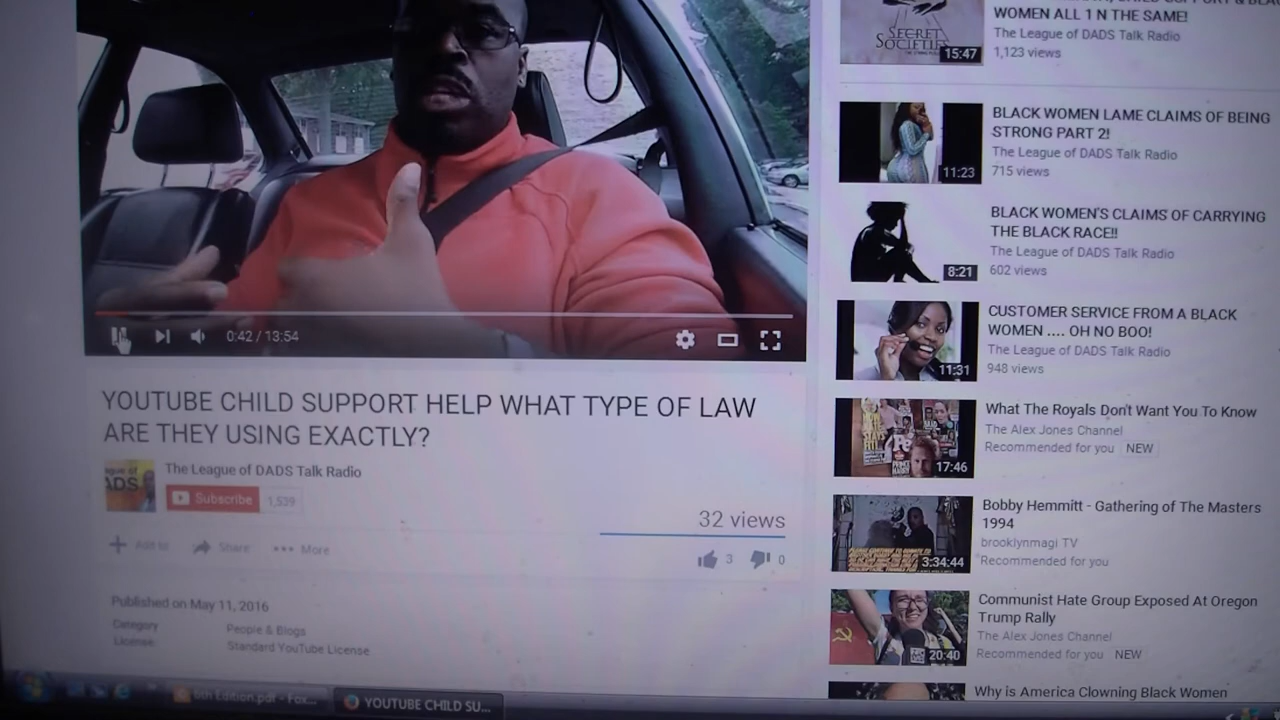 0:42 / 13:54
YOUTUBE CHILD SUPPORT HELP WHAT TYPE OF LAW
ARE THEY USING EXACTLY?
The League of DADS Talk Radio
Subscribe 1,539
32 views
Add to Share More
3 0
Published on May 11, 2016
Category People & Blogs
License Standard YouTube License
WOMEN ALL 1 N THE SAME!
The League of DADS Talk Radio
1,123 views
SECRET
SOCIETIES
15:47
BLACK WOMEN LAME CLAIMS OF BEING
STRONG PART 2!
The League of DADS Talk Radio
715 views
11:23
BLACK WOMEN'S CLAIMS OF CARRYING
THE BLACK RACE!!
The League of DADS Talk Radio
602 views
8:21
CUSTOMER SERVICE FROM A BLACK
WOMEN .... OH NO BOO!
The League of DADS Talk Radio
948 views
11:31
What The Royals Don't Want You To Know
The Alex Jones Channel
Recommended for you NEW
17:46
Bobby Hemmitt - Gathering of The Masters
1994
brooklynmagi TV
Recommended for you
3:34:44
Communist Hate Group Exposed At Oregon
Trump Rally
The Alex Jones Channel
Recommended for you NEW
20:40
Why is America Clowning Black Women
6th Edition.pdf - Fox...
YOUTUBE CHILD SU...